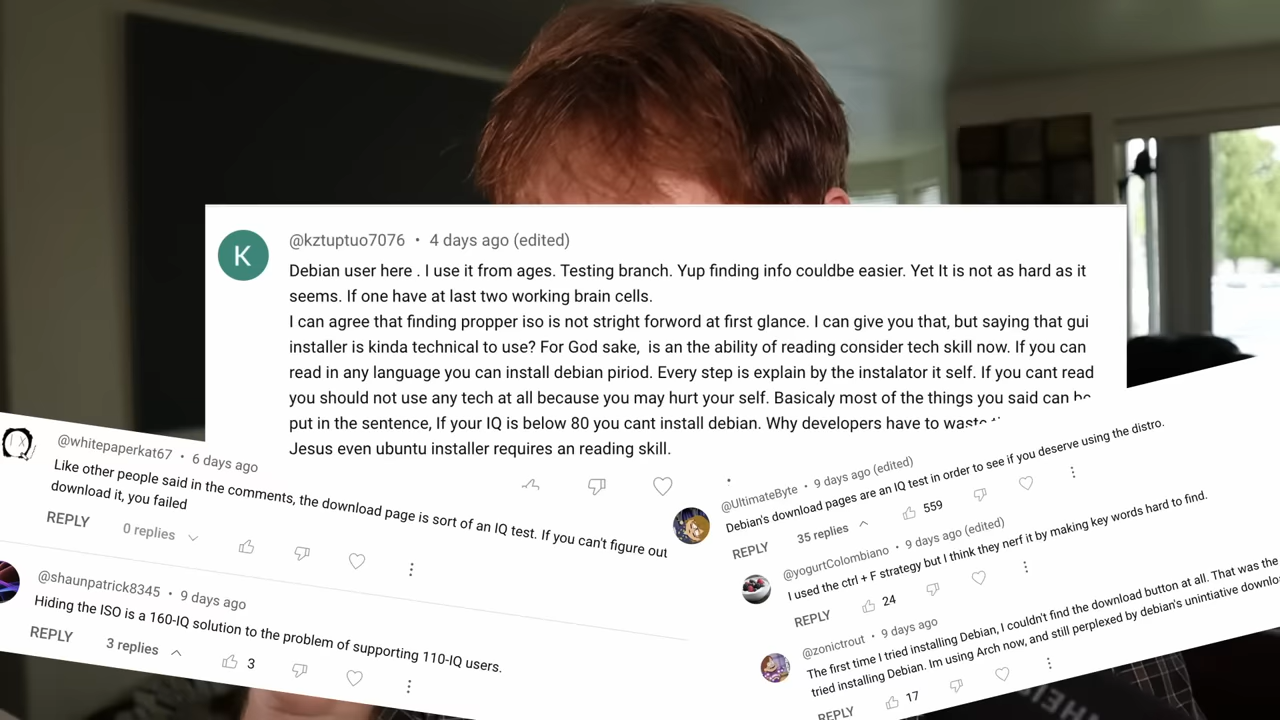 @kztuptuo7076 • 4 days ago (edited)
K
Debian user here . I use it from ages. Testing branch. Yup finding info couldbe easier. Yet It is not as hard as it
seems. If one have at last two working brain cells.
I can agree that finding propper iso is not stright forword at first glance. I can give you that, but saying that gui
installer is kinda technical to use? For God sake, is an the ability of reading consider tech skill now. If you can
read in any language you can install debian piriod. Every step is explain by the instalator it self. If you cant read
you should not use any tech at all because you may hurt your self. Basicaly most of the things you said can be
put in the sentence, If your IQ is below 80 you cant install debian. Why developers have to waste
Jesus even ubuntu installer requires an reading skill.
@whitepaperkat67 • 6 days ago
Like other people said in the comments, the download page is sort of an IQ test. If you can't figure out
download it, you failed
REPLY 0 replies
@shaunpatrick8345 • 9 days ago
Hiding the ISO is a 160-IQ solution to the problem of supporting 110-IQ users.
REPLY 3 replies 3
@UltimateByte • 9 days ago (edited)
Debian's download pages are an IQ test in order to see if you deserve using the distro.
REPLY 35 replies 559
@yogurtColombiano • 9 days ago (edited)
I used the ctrl + F strategy but I think they nerf it by making key words hard to find.
REPLY 24
@zonictrout • 9 days ago
The first time I tried installing Debian, I couldn't find the download button at all. That was the
tried installing Debian. Im using Arch now, and still perplexed by debian's unintiative downlo
REPLY 17